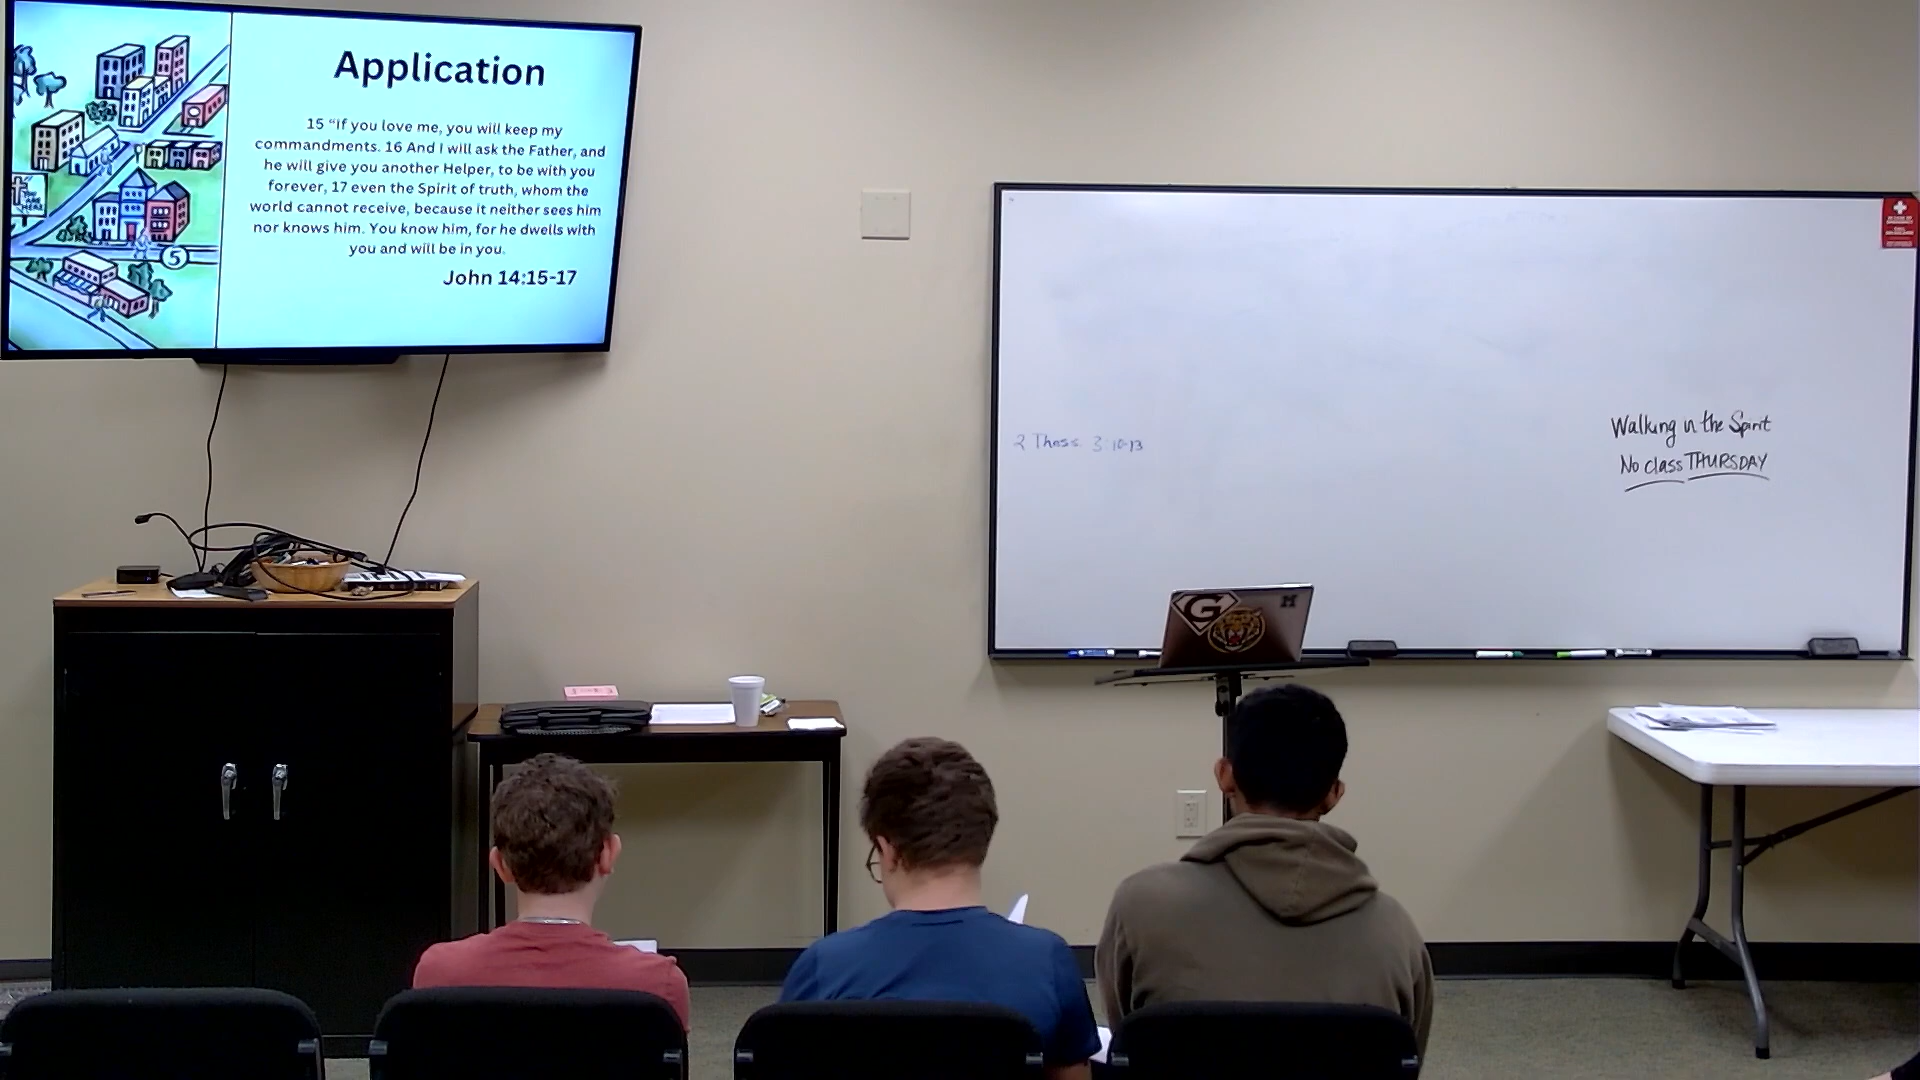 Application
15 “If you love me, you will keep my
commandments. 16 And I will ask the Father, and
he will give you another Helper, to be with you
forever, 17 even the Spirit of truth, whom the
world cannot receive, because it neither sees him
nor knows him. You know him, for he dwells with
you and will be in you.
John 14:15-17
YOU
ARE
HERE
5
2 Thess. 3:10-13
Walking in the Spirit
No class THURSDAY
G
M